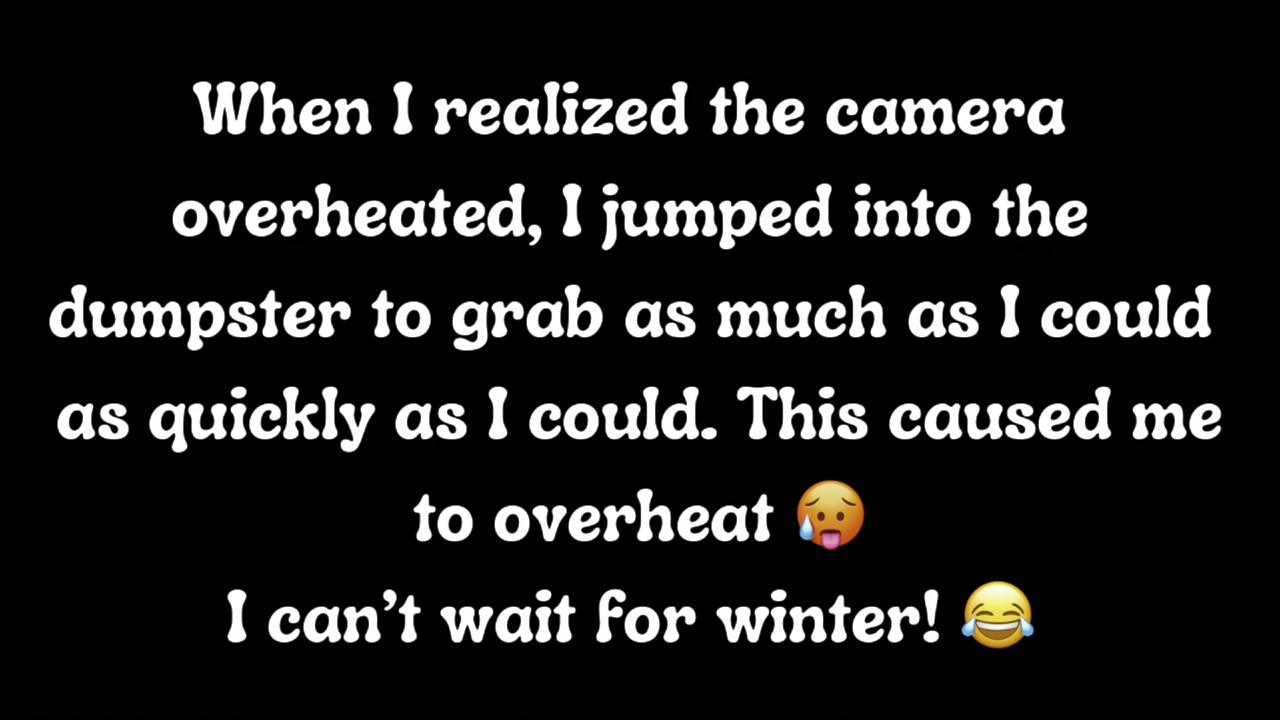 When I realized the camera
overheated, I jumped into the
dumpster to grab as much as I could
as quickly as I could. This caused me
to overheat 🥵
I can’t wait for winter! 😂